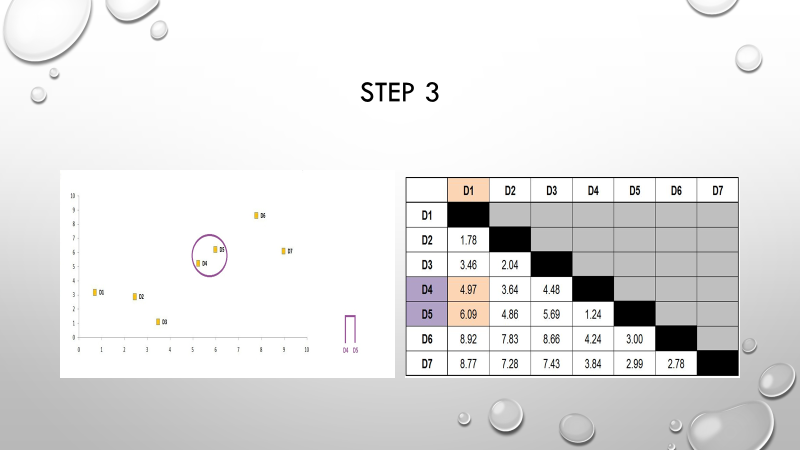 STEP 3
10
9
8
7
6
5
4
3
2
1
0
0 1 2 3 4 5 6 7 8 9 10
D6
D5
D7
D4
D1
D2
D3
D4 D5
D1 D2 D3 D4 D5 D6 D7
D1
D2 1.78
D3 3.46 2.04
D4 4.97 3.64 4.48
D5 6.09 4.86 5.69 1.24
D6 8.92 7.83 8.66 4.24 3.00
D7 8.77 7.28 7.43 3.84 2.99 2.78